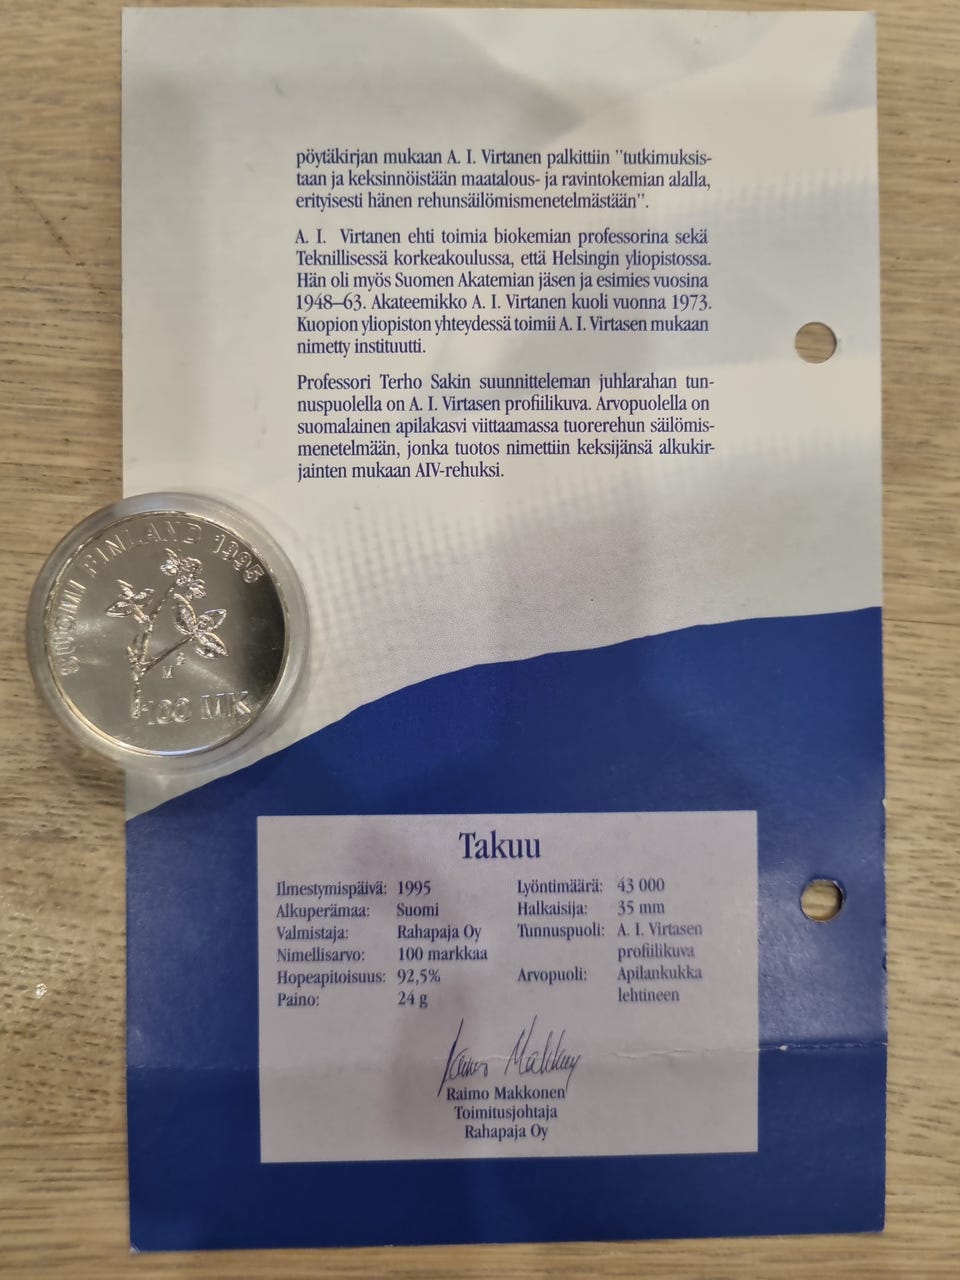 pöytäkirjan mukaan A. I. Virtanen palkittiin ”tutkimuksis-
taan ja keksinnöistään maatalous- ja ravintokemian alalla,
erityisesti hänen rehunsäilömismenetelmästään”.
A. I. Virtanen ehti toimia biokemian professorina sekä
Teknillisessä korkeakoulussa, että Helsingin yliopistossa.
Hän oli myös Suomen Akatemian jäsen ja esimies vuosina
1948–63. Akateemikko A. I. Virtanen kuoli vuonna 1973.
Kuopion yliopiston yhteydessä toimii A. I. Virtasen mukaan
nimetty instituutti.
Professori Terho Sakin suunnitteleman juhlarahan tun-
nuspuolella on A. I. Virtasen profiilikuva. Arvopuolella on
suomalainen apilakasvi viittaamassa tuorerehun säilömis-
menetelmään, jonka tuotos nimettiin keksijänsä alkukir-
jainten mukaan AIV-rehuksi.
SUOMI FINLAND 1995
M S
100 MK
Takuu
Ilmestymispäivä: 1995
Alkuperämaa: Suomi
Valmistaja: Rahapaja Oy
Nimellisarvo: 100 markkaa
Hopeapitoisuus: 92,5%
Paino: 24 g
Lyöntimäärä: 43 000
Halkaisija: 35 mm
Tunnuspuoli: A. I. Virtasen
profiilikuva
Arvopuoli: Apilankukka
lehtineen
Raimo Makkonen
Raimo Makkonen
Toimitusjohtaja
Rahapaja Oy